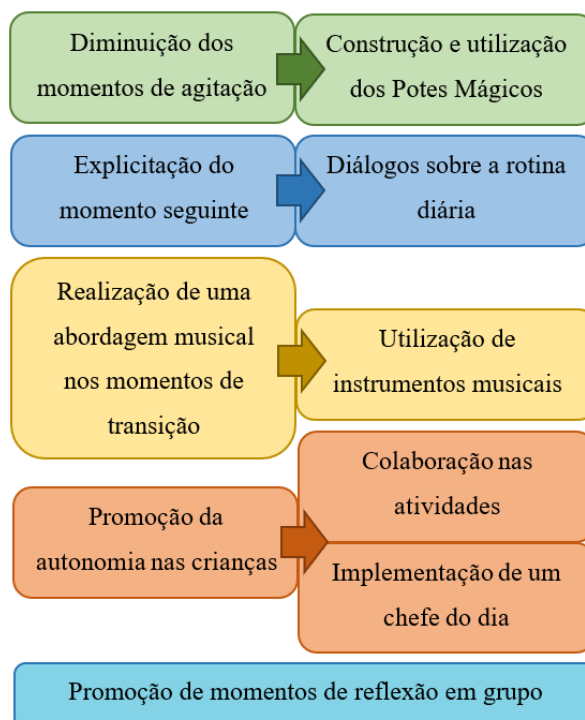 Diminuição dos
momentos de agitação
Construção e utilização
dos Potes Mágicos
Explicitação do
momento seguinte
Diálogos sobre a rotina
diária
Realização de uma
abordagem musical
nos momentos de
transição
Utilização de
instrumentos musicais
Promoção da
autonomia nas crianças
Colaboração nas
atividades
Implementação de um
chefe do dia
Promoção de momentos de reflexão em grupo